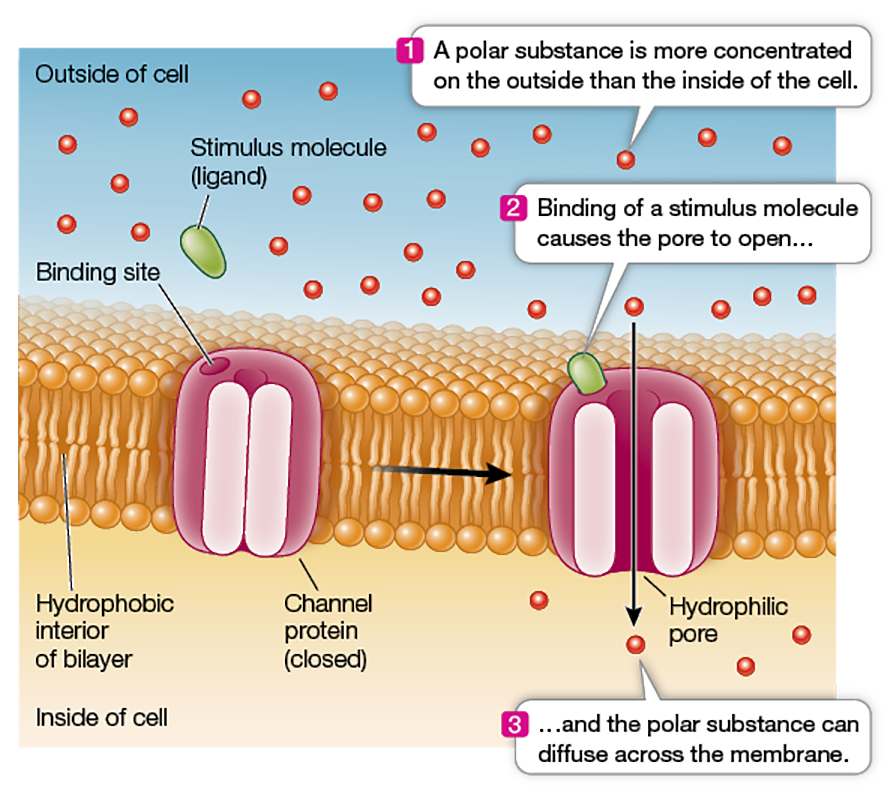 1 A polar substance is more concentrated
on the outside than the inside of the cell.
Outside of cell
Stimulus molecule
(ligand)
2 Binding of a stimulus molecule
causes the pore to open…
Binding site
Hydrophobic
interior
of bilayer
Channel
protein
(closed)
Hydrophilic
pore
Inside of cell
3 …and the polar substance can
diffuse across the membrane.